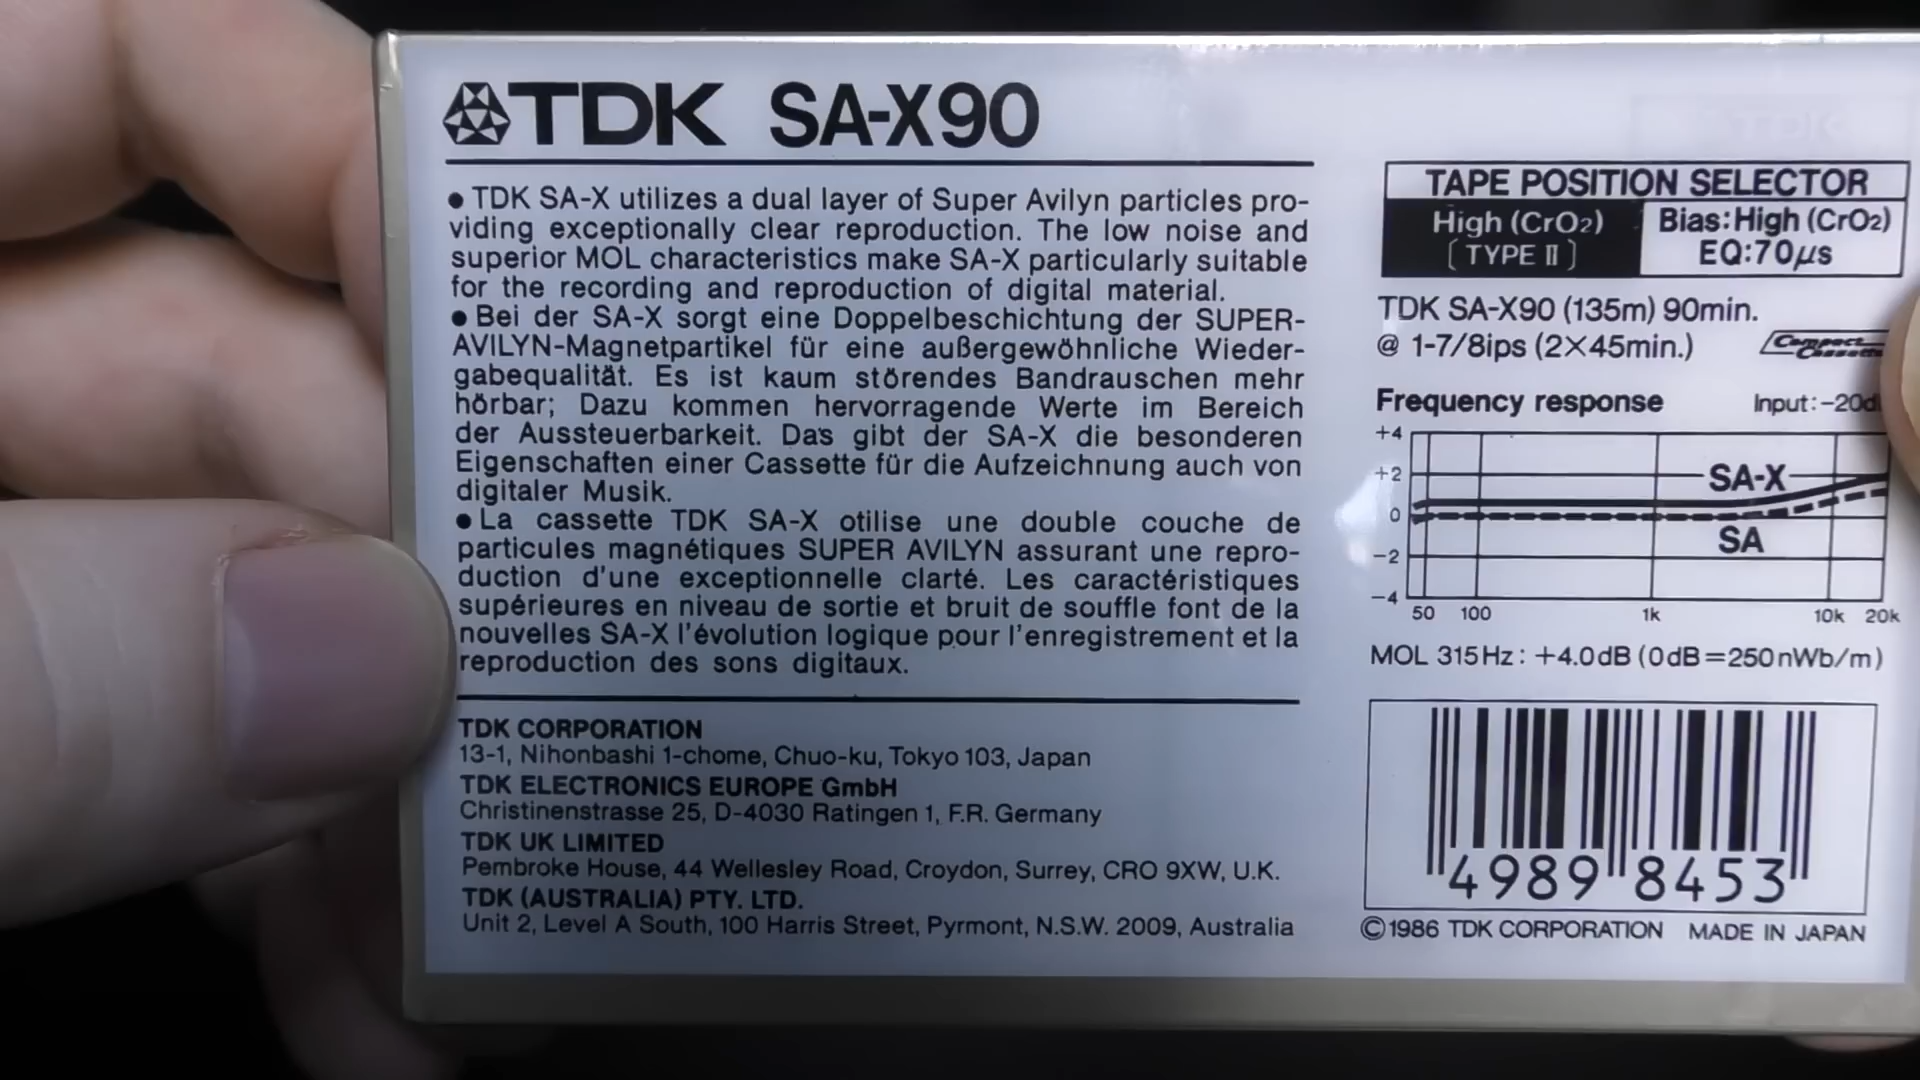 TDK SA-X90
• TDK SA-X utilizes a dual layer of Super Avilyn particles pro-
viding exceptionally clear reproduction. The low noise and
superior MOL characteristics make SA-X particularly suitable
for the recording and reproduction of digital material.
• Bei der SA-X sorgt eine Doppelbeschichtung der SUPER-
AVILYN-Magnetpartikel für eine außergewöhnliche Wieder-
gabequalität. Es ist kaum störendes Bandrauschen mehr
hörbar; Dazu kommen hervorragende Werte im Bereich
der Aussteuerbarkeit. Das gibt der SA-X die besonderen
Eigenschaften einer Cassette für die Aufzeichnung auch von
digitaler Musik.
• La cassette TDK SA-X otilise une double couche de
particules magnétiques SUPER AVILYN assurant une repro-
duction d'une exceptionnelle clarté. Les caractéristiques
supérieures en niveau de sortie et bruit de souffle font de la
nouvelles SA-X l'évolution logique pour l'enregistrement et la
reproduction des sons digitaux.
TDK CORPORATION
13-1, Nihonbashi 1-chome, Chuo-ku, Tokyo 103, Japan
TDK ELECTRONICS EUROPE GmbH
Christinenstrasse 25, D-4030 Ratingen 1, F.R. Germany
TDK UK LIMITED
Pembroke House, 44 Wellesley Road, Croydon, Surrey, CRO 9XW, U.K.
TDK (AUSTRALIA) PTY. LTD.
Unit 2, Level A South, 100 Harris Street, Pyrmont, N.S.W. 2009, Australia
TAPE POSITION SELECTOR
High (CrO2) Bias: High (CrO2)
[TYPE II] EQ: 70μs
TDK SA-X90 (135m) 90min.
@ 1-7/8ips (2×45min.)
Compact Cassette
Frequency response Input: -20d
+4
+2 SA-X
0
SA
-2
-4
50 100 1k 10k 20k
MOL 315Hz: +4.0dB (0dB=250nWb/m)
4989 8453
©1986 TDK CORPORATION MADE IN JAPAN